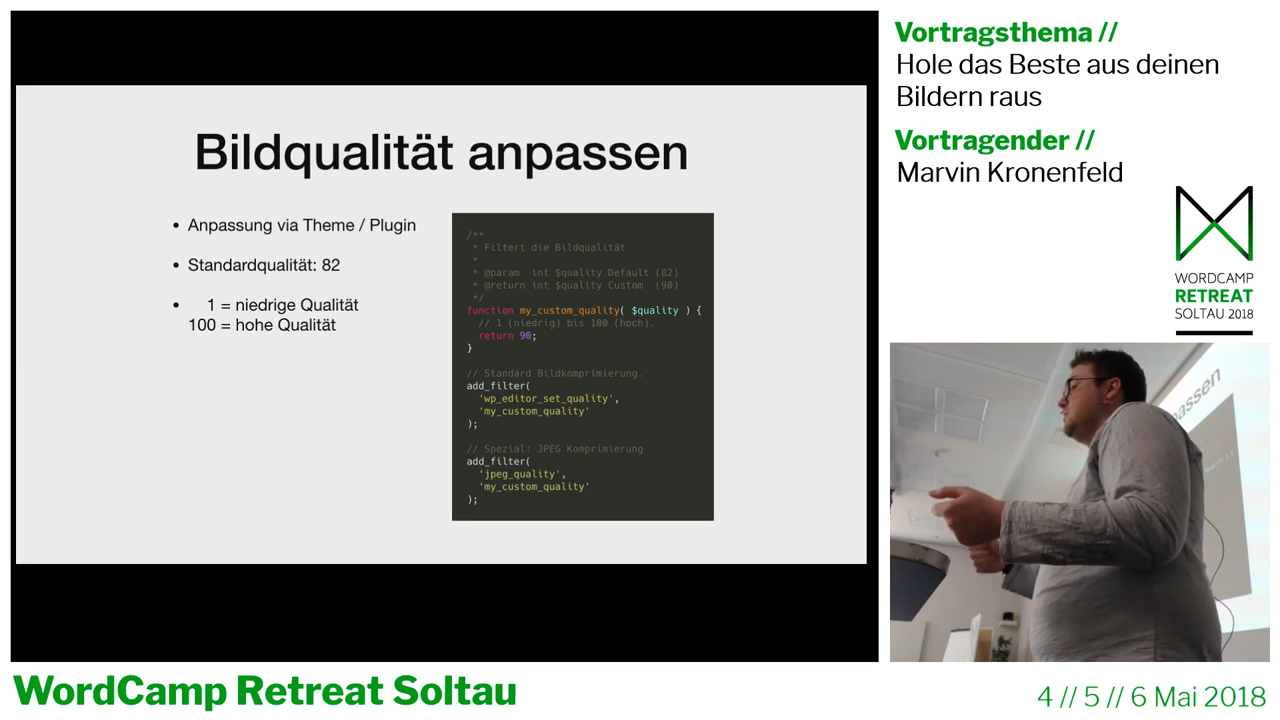 Bildqualität anpassen
• Anpassung via Theme / Plugin
• Standardqualität: 82
• 1 = niedrige Qualität
100 = hohe Qualität
/**
* Filtert die Bildqualität
*
* @param int $quality Default (82)
* @return int $quality Custom (90)
*/
function my_custom_quality( $quality ) {
// 1 (niedrig) bis 100 (hoch).
return 90;
}
// Standard Bildkomprimierung.
add_filter(
'wp_editor_set_quality',
'my_custom_quality'
);
// Spezial: JPEG Komprimierung
add_filter(
'jpeg_quality',
'my_custom_quality'
);
Vortragsthema //
Hole das Beste aus deinen
Bildern raus
Vortragender //
Marvin Kronenfeld
WORDCAMP
RETREAT
SOLTAU 2018
passen
WordCamp Retreat Soltau
4 // 5 // 6 Mai 2018